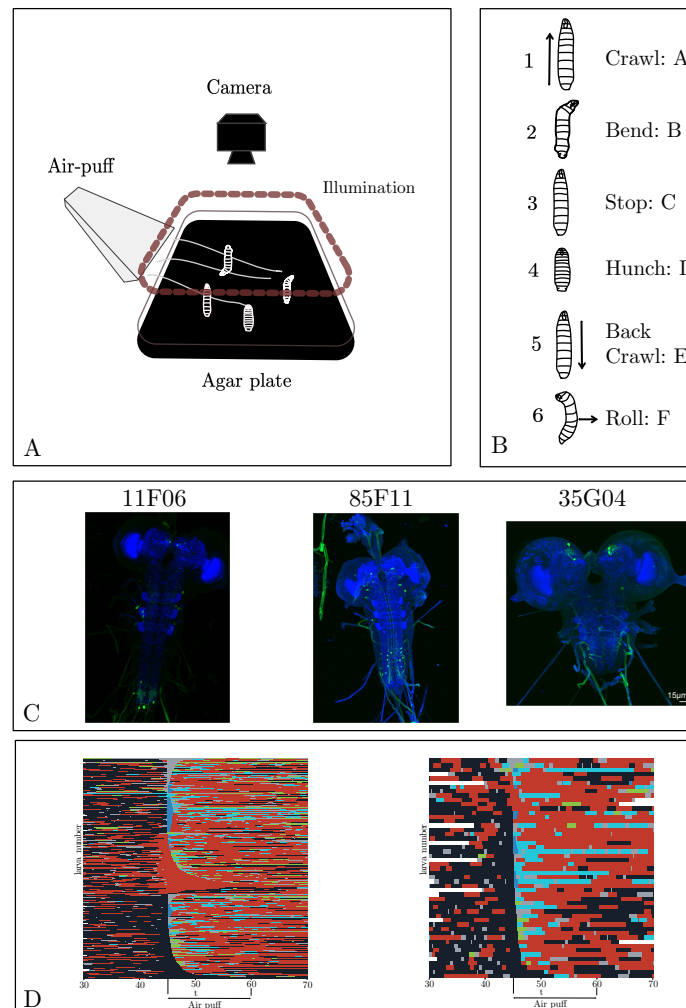 Camera
Air-puff
Illumination
Agar plate
A
1 Crawl: A
2 Bend: B
3 Stop: C
4 Hunch:
5 Back
Crawl: E
6 Roll: F
B
11F06 85F11 35G04
15μm
C
larva number
30 40 50 60 70
t
Air puff
larva number
30 40 50 60 70
t
Air puff
D